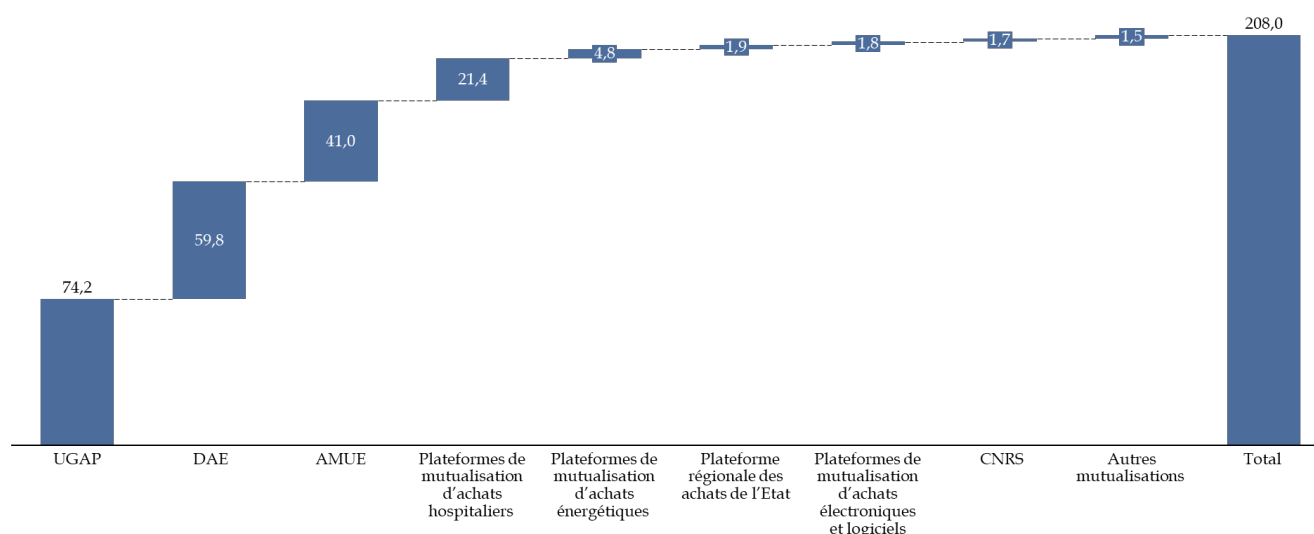 208,0
1,5
1,7
1,8
1,9
4,8
21,4
41,0
59,8
74,2
UGAP
DAE
AMUE
Plateformes de
mutualisation
d’achats
hospitaliers
Plateformes de
mutualisation
d’achats
énergétiques
Plateforme
régionale des
achats de l’Etat
Plateformes de
mutualisation
d’achats
électroniques
et logiciels
CNRS
Autres
mutualisations
Total